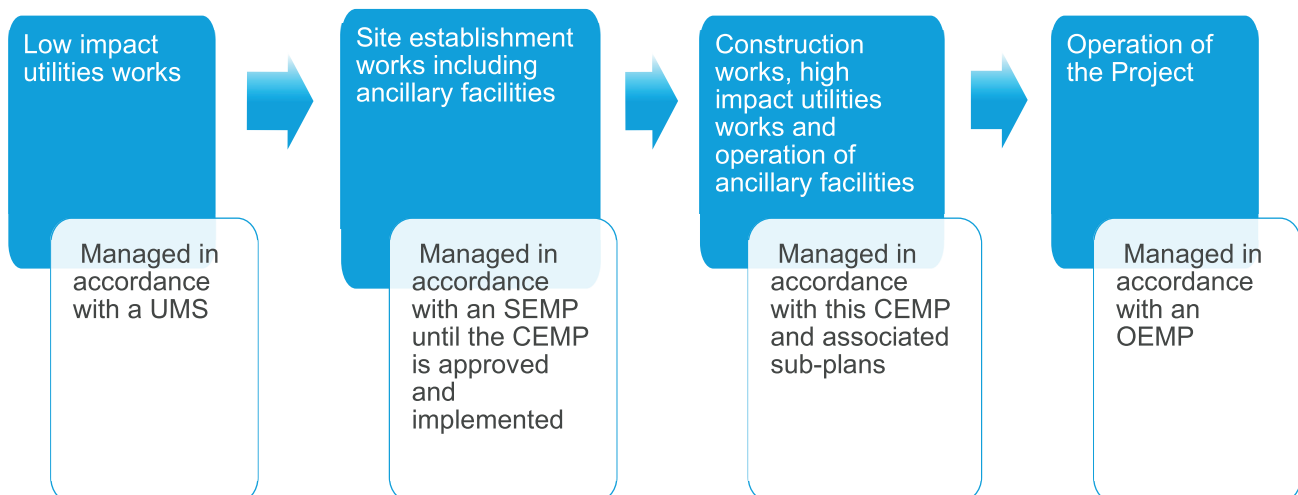 Low impact
utilities works
Managed in
accordance
with a UMS
Site establishment
works including
ancillary facilities
Managed in
accordance
with an SEMP
until the CEMP
is approved
and
implemented
Construction
works, high
impact utilities
works and
operation of
ancillary facilities
Managed in
accordance
with this CEMP
and associated
sub-plans
Operation of
the Project
Managed in
accordance
with an
OEMP